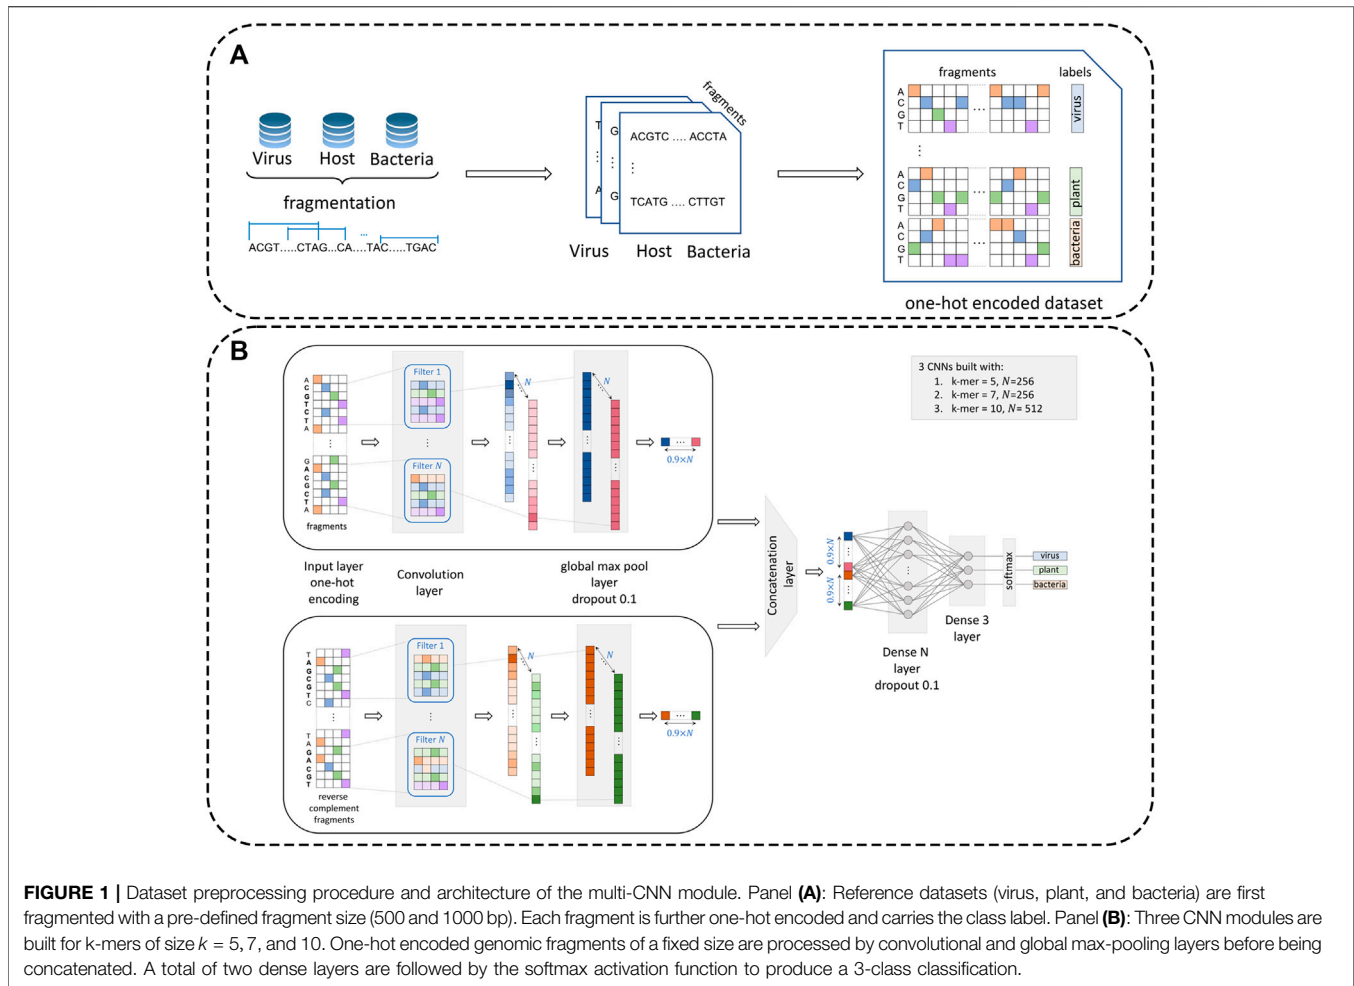 A
Virus Host Bacteria
fragmentation
ACGT.....CTAG...CA....TAC.....TGAC
...
T
⋮
A
G
⋮
G
fragments
ACGTC .... ACCTA
⋮
TCATG .... CTTGT
Virus Host Bacteria
fragments labels
A
C
G
T
...
virus
⋮
A
C
G
T
...
plant
A
C
G
T
...
bacteria
one-hot encoded dataset
B
A
C
G
T
C
T
A
⋮
G
A
C
G
C
T
A
fragments
Filter 1
⋮
Filter N
N
⋮
N
⋮
...
0.9×N
Input layer
one-hot
encoding
Convolution
layer
global max pool
layer
dropout 0.1
T
A
G
C
G
T
C
⋮
T
A
G
A
C
G
T
reverse
complement
fragments
Filter 1
⋮
Filter N
N
⋮
N
⋮
...
0.9×N
3 CNNs built with:
1. k-mer = 5, N=256
2. k-mer = 7, N=256
3. k-mer = 10, N= 512
Concatenation
layer
0.9×N
0.9×N
⋮
Dense N
layer
dropout 0.1
Dense 3
layer
softmax
virus
plant
bacteria
FIGURE 1 | Dataset preprocessing procedure and architecture of the multi-CNN module. Panel (A): Reference datasets (virus, plant, and bacteria) are first
fragmented with a pre-defined fragment size (500 and 1000 bp). Each fragment is further one-hot encoded and carries the class label. Panel (B): Three CNN modules are
built for k-mers of size k = 5, 7, and 10. One-hot encoded genomic fragments of a fixed size are processed by convolutional and global max-pooling layers before being
concatenated. A total of two dense layers are followed by the softmax activation function to produce a 3-class classification.